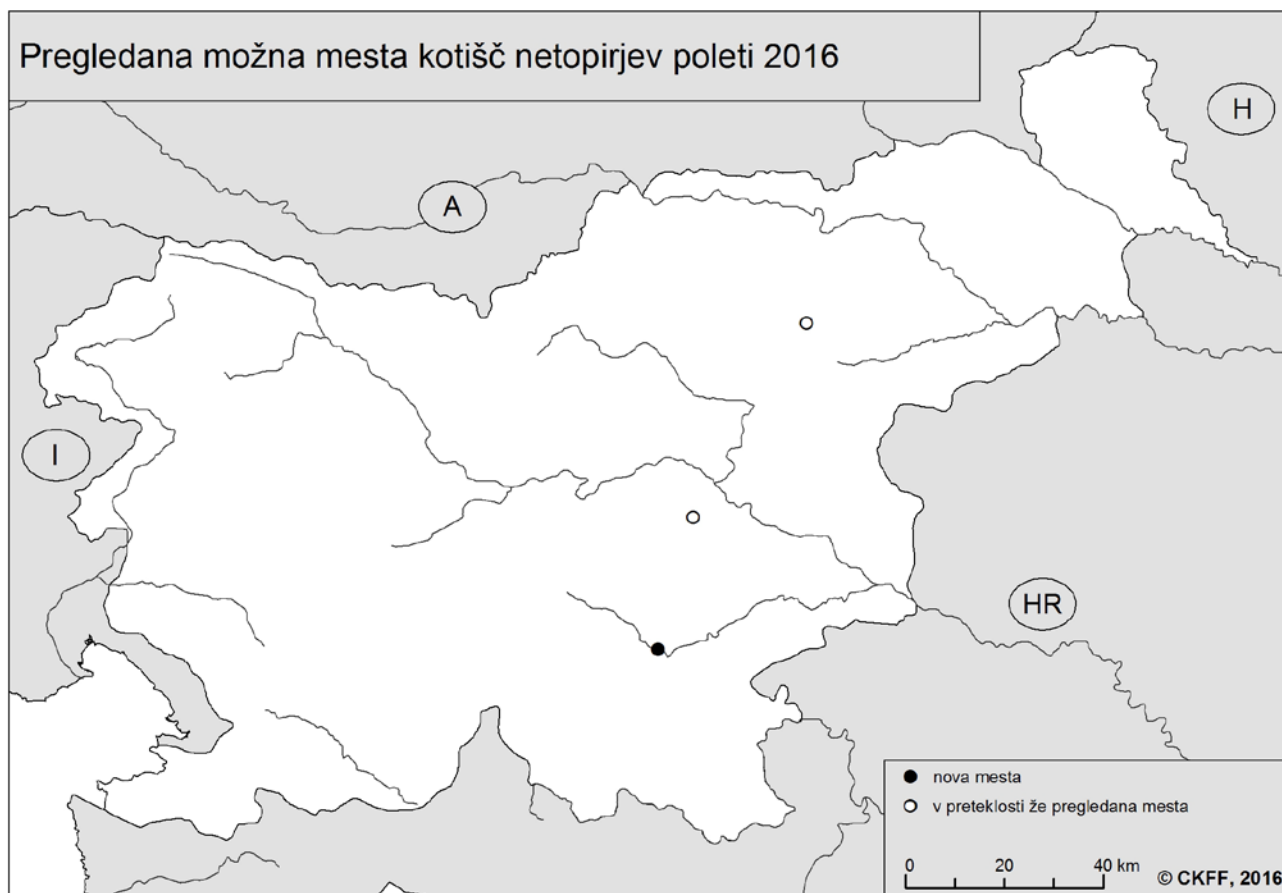 Pregledana možna mesta kotišč netopirjev poleti 2016
H
A
I
HR
nova mesta
v preteklosti že pregledana mesta
0 20 40 km
© CKFF, 2016